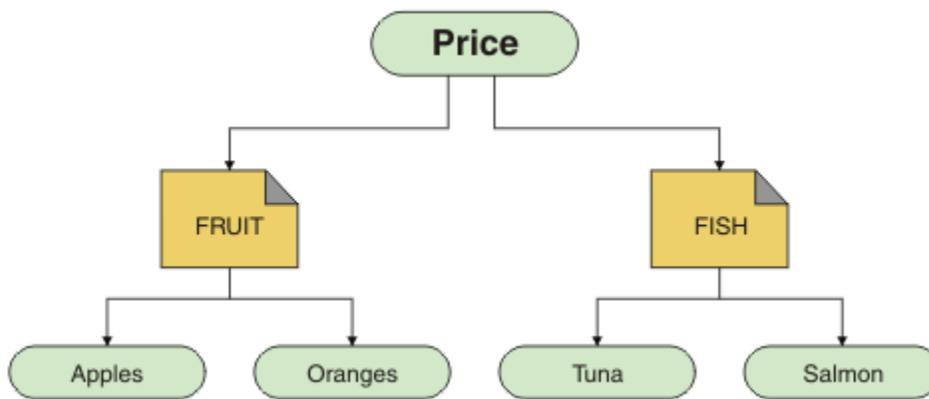 Price
FRUIT
FISH
Apples
Oranges
Tuna
Salmon